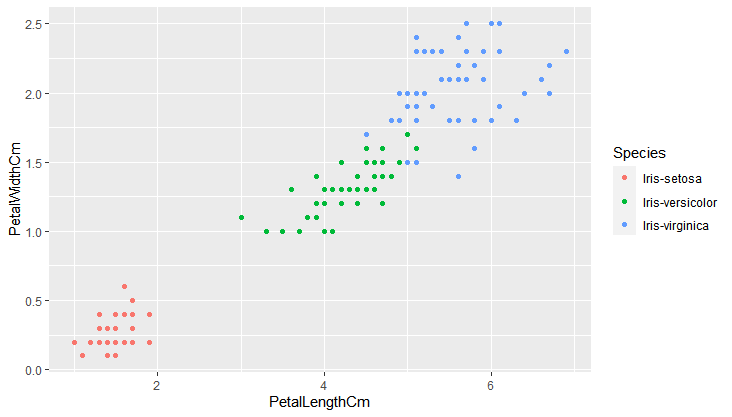 2.5
2.0
1.5
1.0
0.5
0.0
PetalWidthCm
2 4 6
PetalLengthCm
Species
Iris-setosa
Iris-versicolor
Iris-virginica